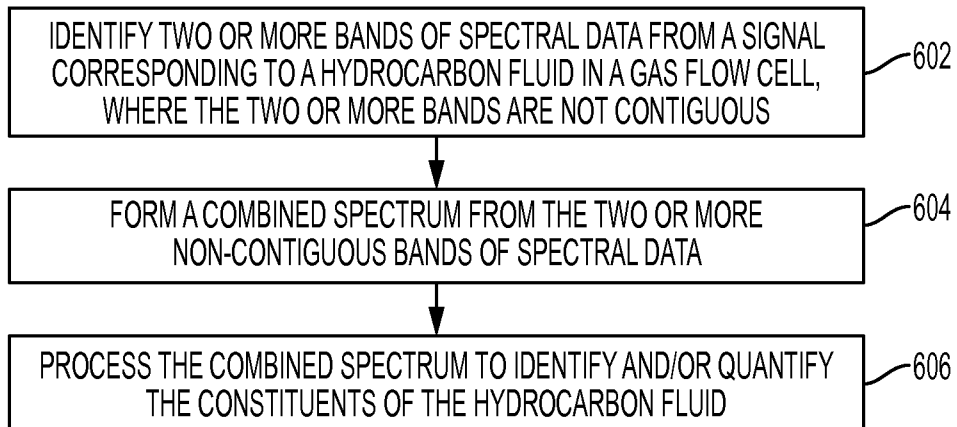 IDENTIFY TWO OR MORE BANDS OF SPECTRAL DATA FROM A SIGNAL
CORRESPONDING TO A HYDROCARBON FLUID IN A GAS FLOW CELL,
WHERE THE TWO OR MORE BANDS ARE NOT CONTIGUOUS
602
FORM A COMBINED SPECTRUM FROM THE TWO OR MORE
NON-CONTIGUOUS BANDS OF SPECTRAL DATA
604
PROCESS THE COMBINED SPECTRUM TO IDENTIFY AND/OR QUANTIFY
THE CONSTITUENTS OF THE HYDROCARBON FLUID
606